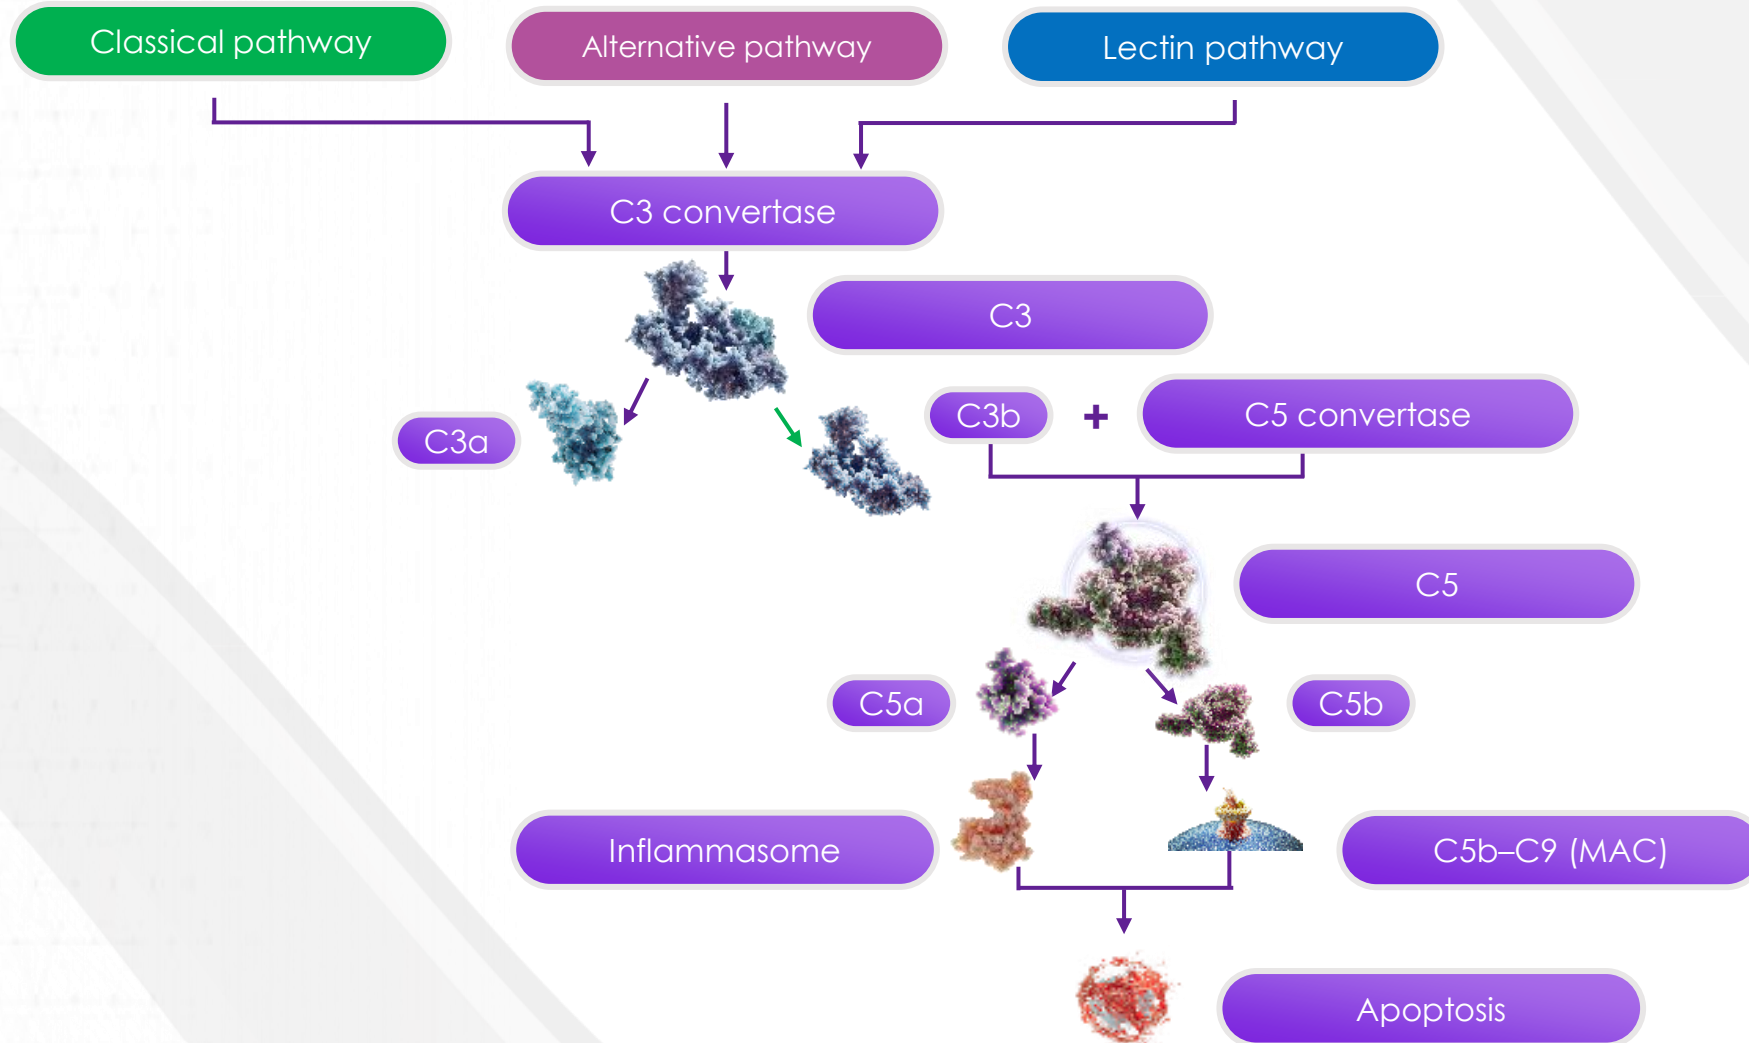 Classical pathway
Alternative pathway
Lectin pathway
C3 convertase
C3
C3b + C5 convertase
C3a
C5
C5a
C5b
Inflammasome
C5b–C9 (MAC)
Apoptosis